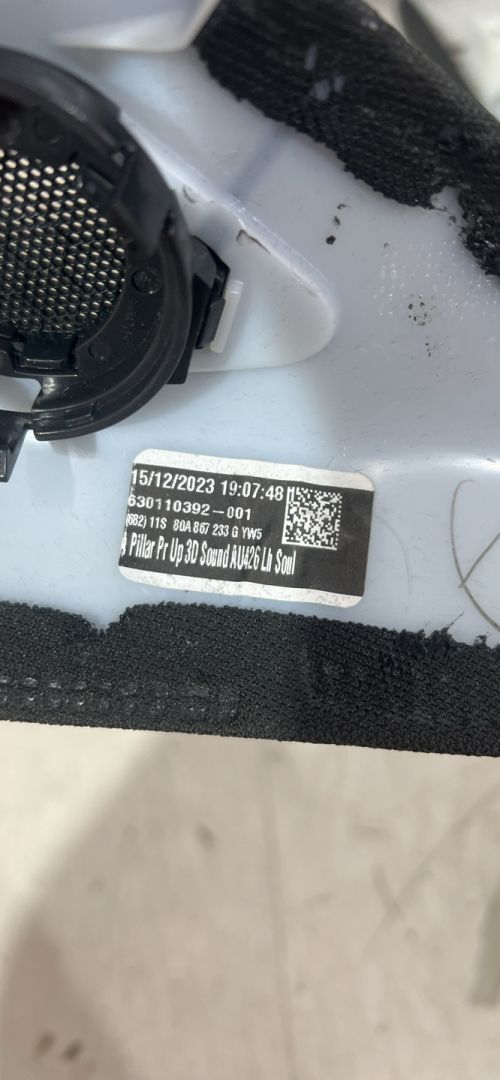 15/12/2023 19:07:48
630110392-001
(6B2) 11S 80A 867 233 G YW5
A Pillar Pr Up 3D Sound AU426 Lh Soul